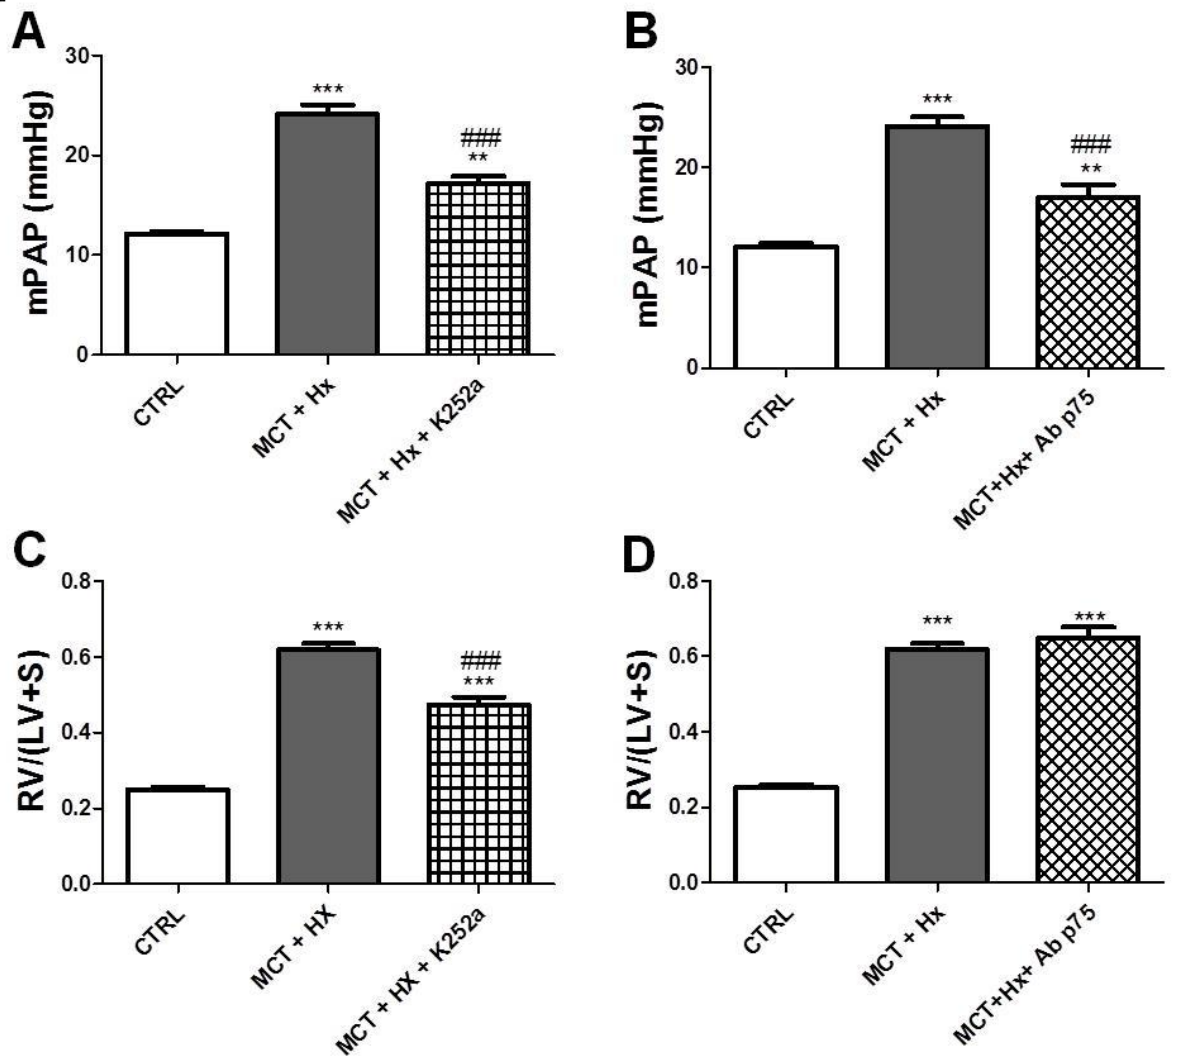 A
mPAP (mmHg)
30
20
10
0
***
###
**
CTRL
MCT + Hx
MCT + Hx + K252a
B
mPAP (mmHg)
30
20
10
0
***
###
**
CTRL
MCT + Hx
MCT+Hx+ Ab p75
C
RV/(LV+S)
0.8
0.6
0.4
0.2
0.0
***
###
***
CTRL
MCT + HX
MCT + HX + K252a
D
RV/(LV+S)
0.8
0.6
0.4
0.2
0.0
***
***
CTRL
MCT + Hx
MCT+Hx+ Ab p75